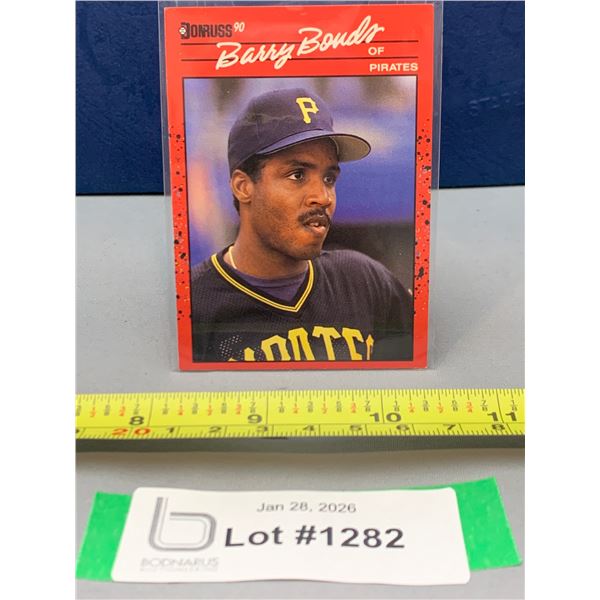 DONRUSS '90
Barry Bonds
OF
PIRATES
P
PIRATES
8 9 10 11
20 1 2 3 4 5 6 7 8
Jan 28, 2026
Lot #1282
BODNARUS